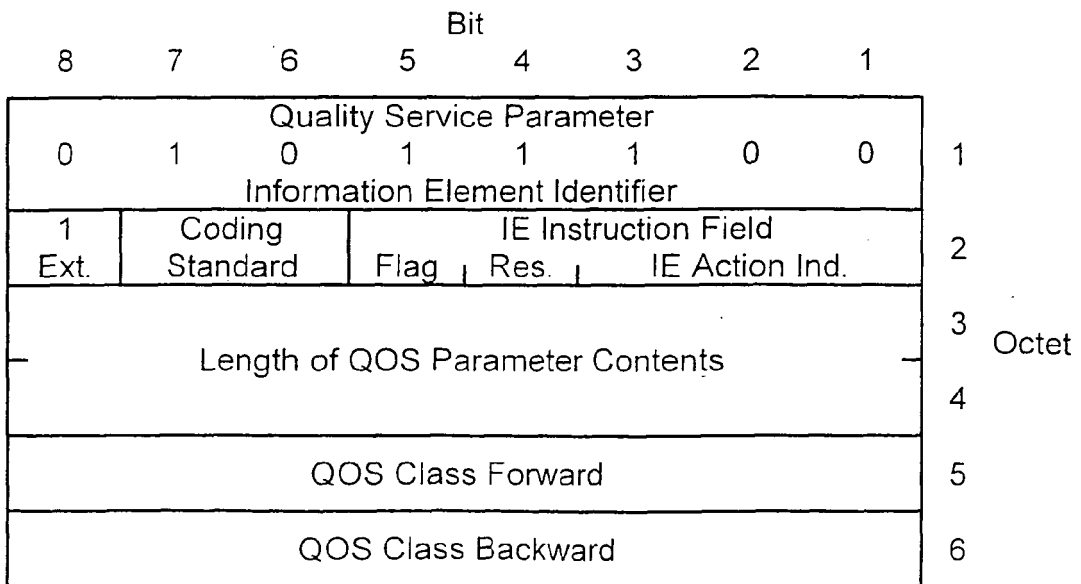 Bit
8 7 6 5 4 3 2 1
Quality Service Parameter
0 1 0 1 1 1 0 0 1
Information Element Identifier
1 Coding IE Instruction Field
Ext. Standard Flag Res. IE Action Ind. 2
3
Length of QOS Parameter Contents Octet
4
QOS Class Forward 5
QOS Class Backward 6